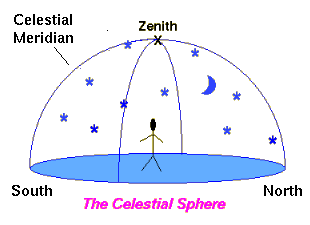 Celestial
Meridian
Zenith
South
North
The Celestial Sphere